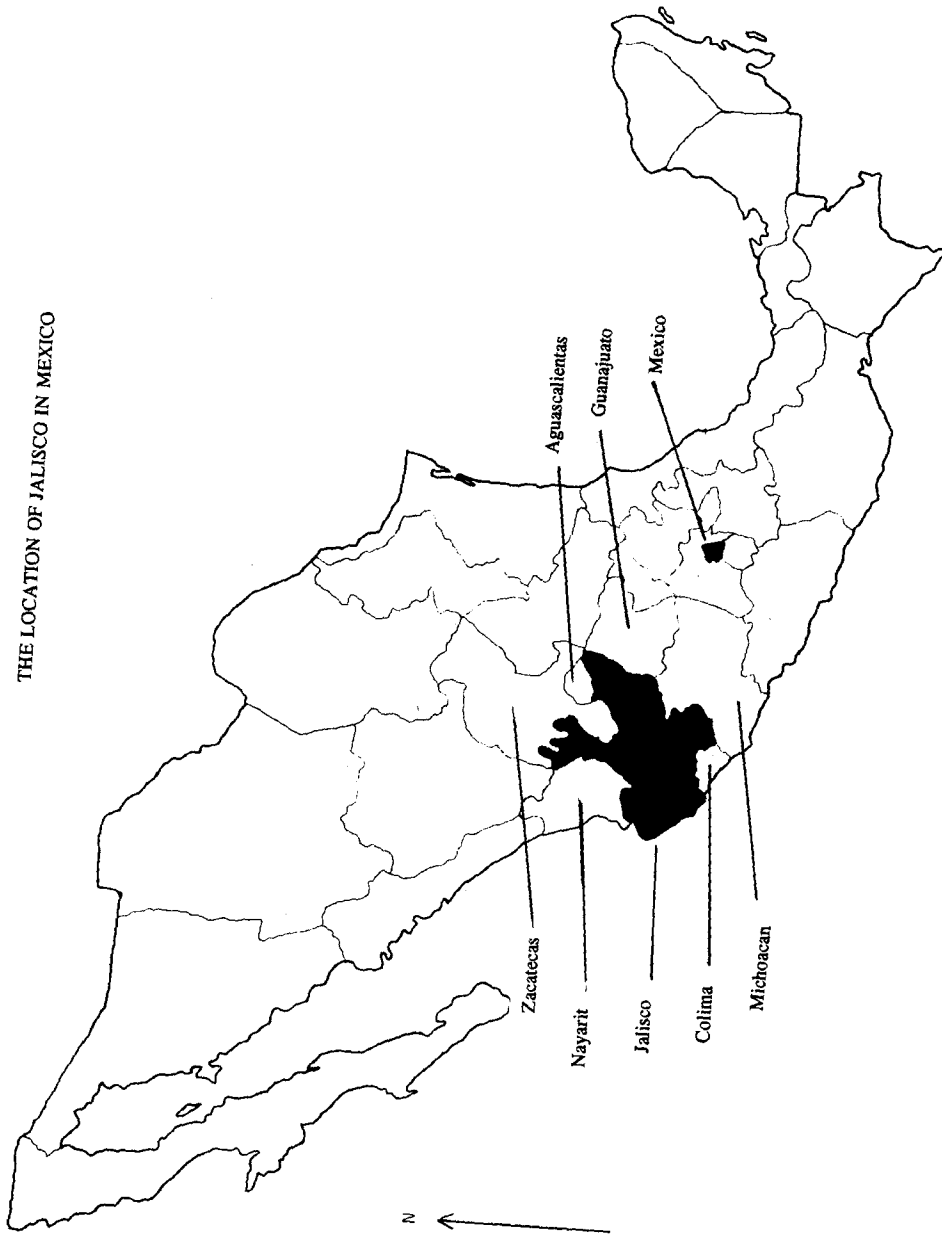 THE LOCATION OF JALISCO IN MEXICO
Aguascalientas
Guanajuato
Mexico
Zacatecas
Nayarit
Jalisco
Colima
Michoacan
N